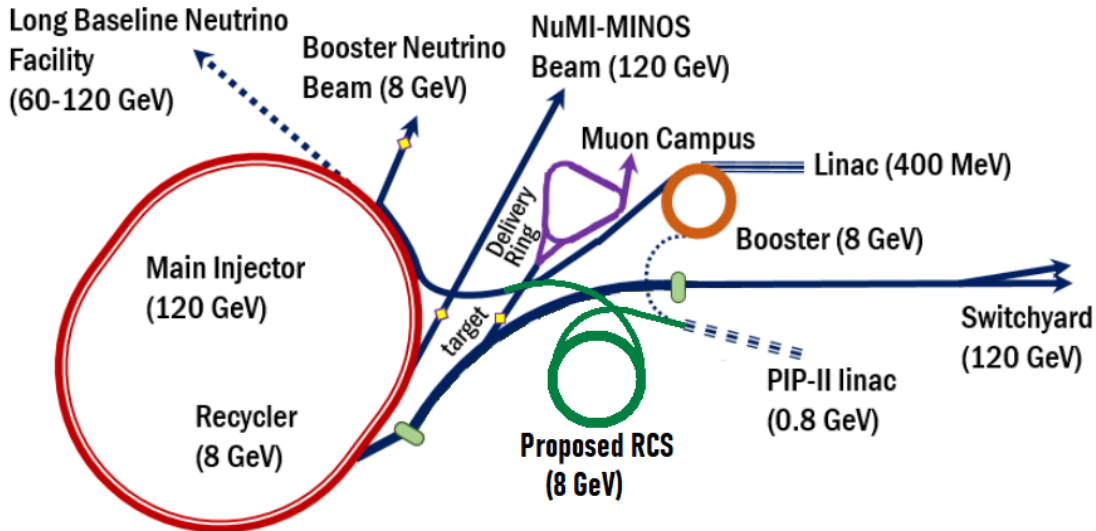 Long Baseline Neutrino
Facility
(60-120 GeV)
Booster Neutrino
Beam (8 GeV)
NuMI-MINOS
Beam (120 GeV)
Muon Campus
Linac (400 MeV)
Delivery
Ring
Booster (8 GeV)
Main Injector
(120 GeV)
target
Switchyard
(120 GeV)
PIP-II linac
(0.8 GeV)
Recycler
(8 GeV)
Proposed RCS
(8 GeV)